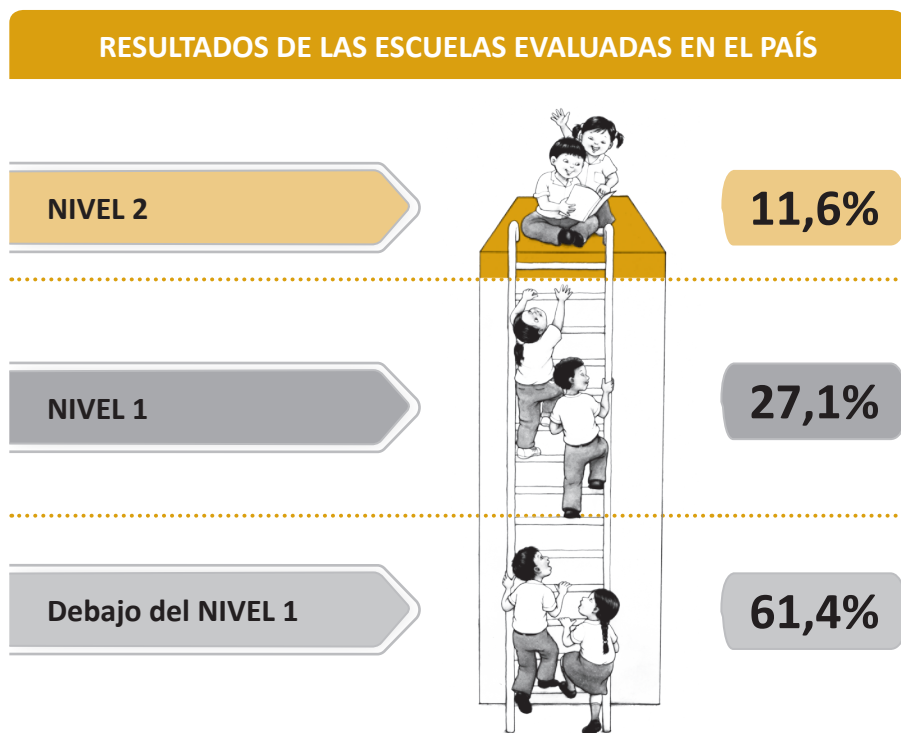 RESULTADOS DE LAS ESCUELAS EVALUADAS EN EL PAÍS
NIVEL 2
11,6%
NIVEL 1
27,1%
Debajo del NIVEL 1
61,4%